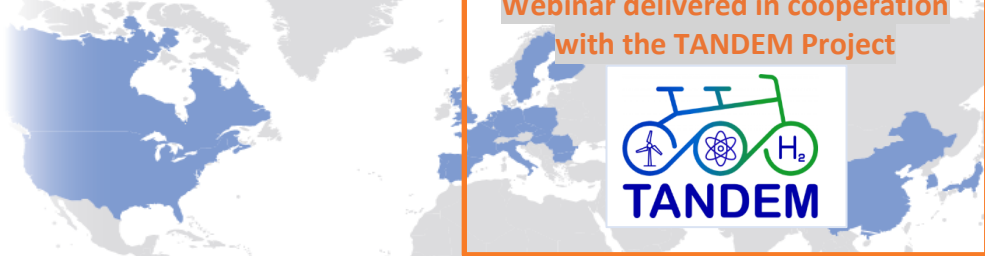 Webinar delivered in cooperation
with the TANDEM Project
H₂
TANDEM